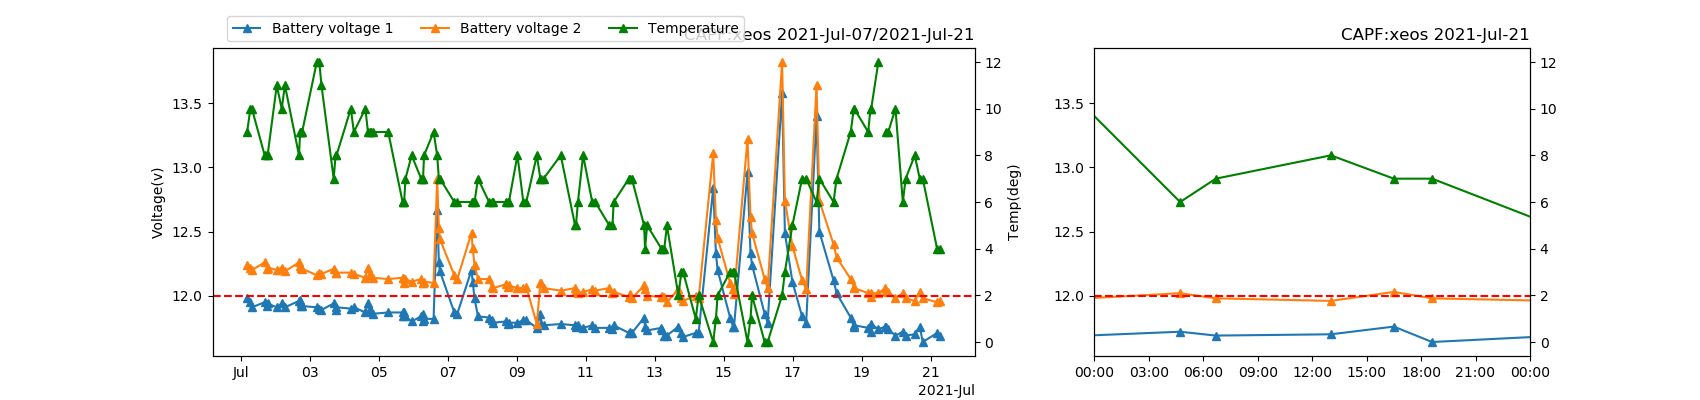 Battery voltage 1 Battery voltage 2 Temperature
CAPF:xeos 2021-Jul-07/2021-Jul-21
CAPF:xeos 2021-Jul-21
Voltage(v)
13.5
13.0
12.5
12.0
12
10
8
6
4
2
0
Temp(deg)
Jul 03 05 07 09 11 13 15 17 19 21
2021-Jul
13.5
13.0
12.5
12.0
12
10
8
6
4
2
0
00:00 03:00 06:00 09:00 12:00 15:00 18:00 21:00 00:00